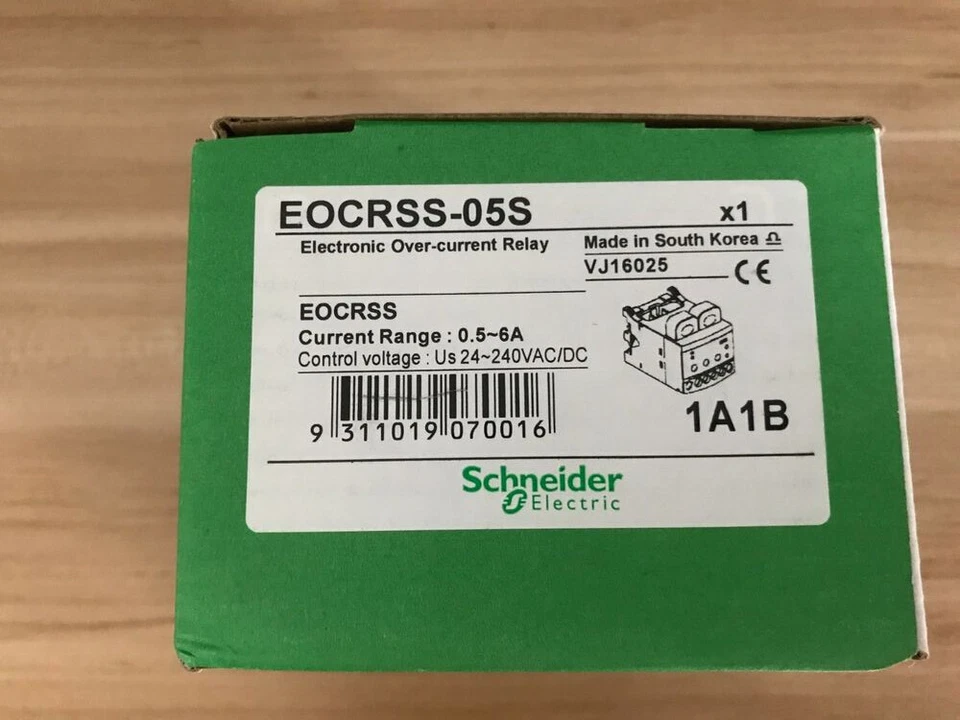 EOCRSS-05S x1
Electronic Over-current Relay
Made in South Korea
VJ16025
CE
EOCRSS
Current Range : 0.5~6A
Control voltage : Us 24~240VAC/DC
9 311019 070016
1A1B
Schneider
Electric